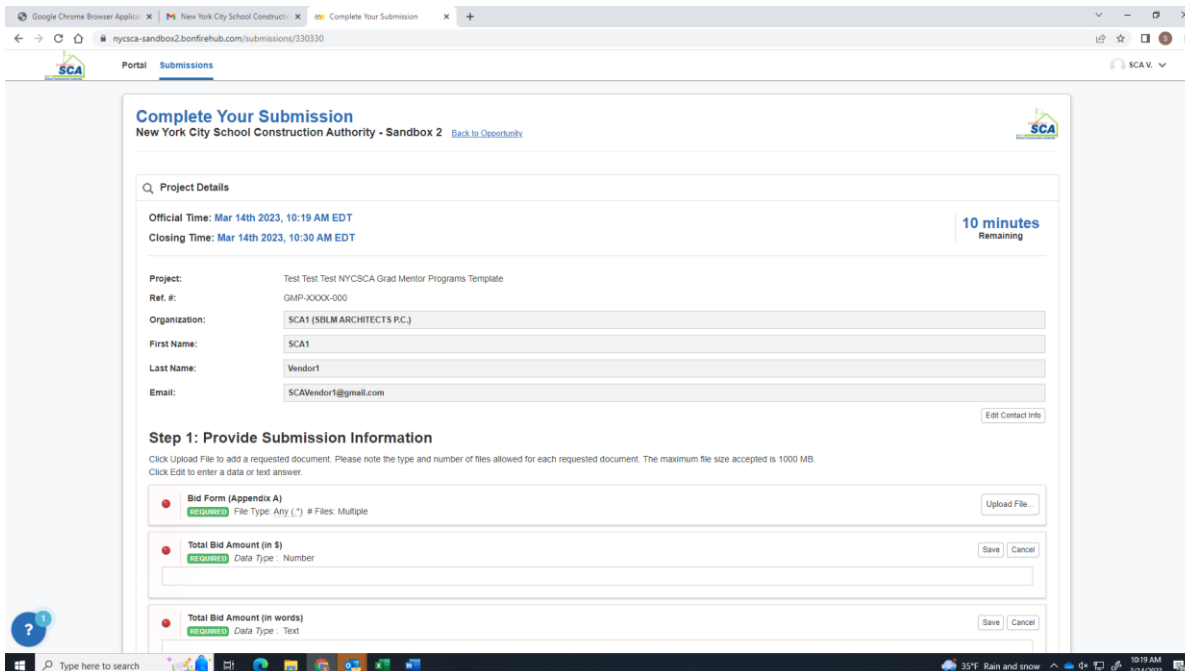 Google Chrome Browser Applica
New York City School Constructi
Complete Your Submission
nycsca-sandbox2.bonfirehub.com/submissions/330330
S
SCA
Portal
Submissions
SCA V.
Complete Your Submission
New York City School Construction Authority - Sandbox 2 Back to Opportunity
SCA
Project Details
Official Time: Mar 14th 2023, 10:19 AM EDT
Closing Time: Mar 14th 2023, 10:30 AM EDT
10 minutes
Remaining
Project: Test Test Test NYCSCA Grad Mentor Programs Template
Ref. #: GMP-XXXX-000
Organization: SCA1 (SBLM ARCHITECTS P.C.)
First Name: SCA1
Last Name: Vendor1
Email: SCAVendor1@gmail.com
Edit Contact Info
Step 1: Provide Submission Information
Click Upload File to add a requested document. Please note the type and number of files allowed for each requested document. The maximum file size accepted is 1000 MB.
Click Edit to enter a data or text answer.
Bid Form (Appendix A)
REQUIRED File Type: Any (.*) # Files: Multiple
Upload File...
Total Bid Amount (in $)
REQUIRED Data Type : Number
Save Cancel
Total Bid Amount (in words)
REQUIRED Data Type : Text
Save Cancel
? 1
Type here to search
35°F Rain and snow
10:19 AM
3/14/2023